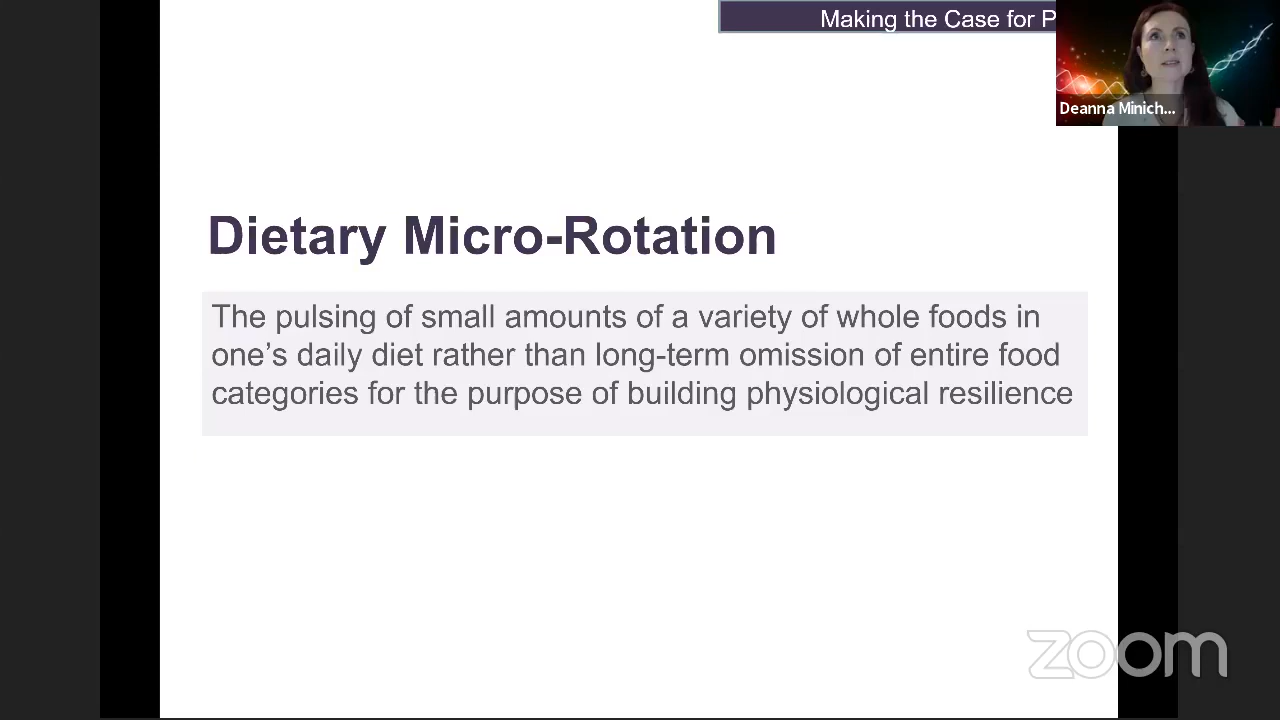 Making the Case for P
Deanna Minich...
Dietary Micro-Rotation
The pulsing of small amounts of a variety of whole foods in
one’s daily diet rather than long-term omission of entire food
categories for the purpose of building physiological resilience
zoom